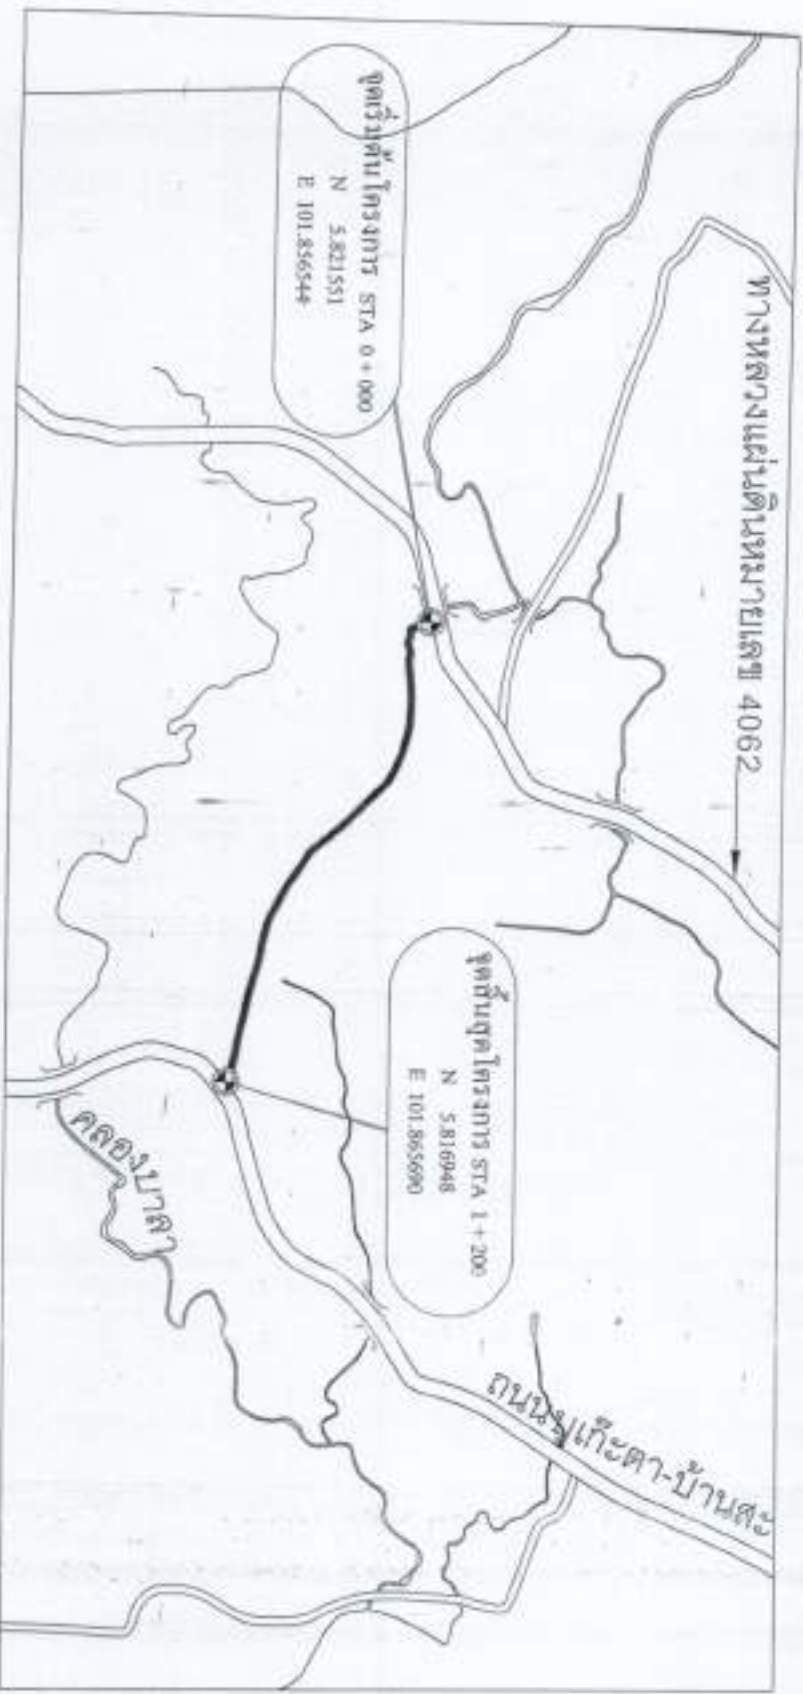 ทางหลวงแผ่นดินหมายเลข 4062
จุดเริ่มต้นโครงการ STA 0+000
N 5.821551
E 101.856544
จุดสิ้นสุดโครงการ STA 1+200
N 5.816948
E 101.865690
ถนนบูเก๊ะตา-บ้านสะ
คลองบาลา